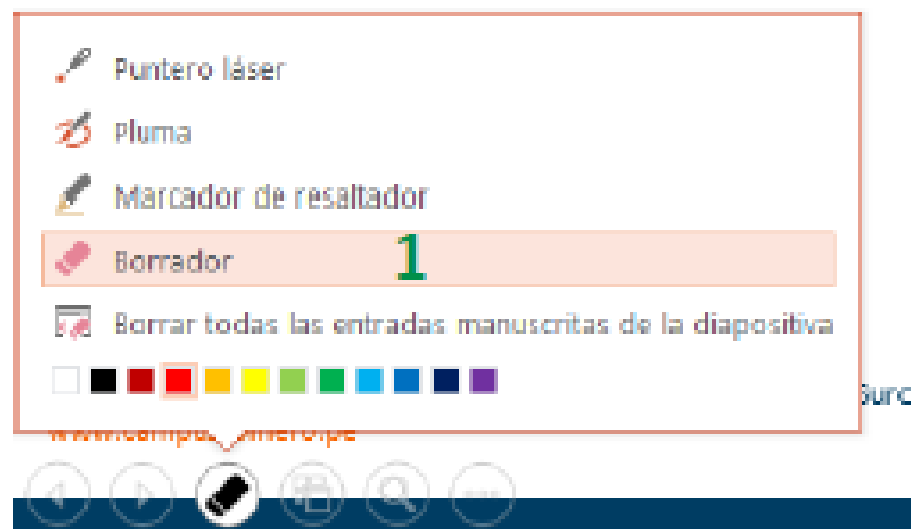 Puntero láser
Pluma
Marcador de resaltador
Borrador 1
Borrar todas las entradas manuscritas de la diapositiva